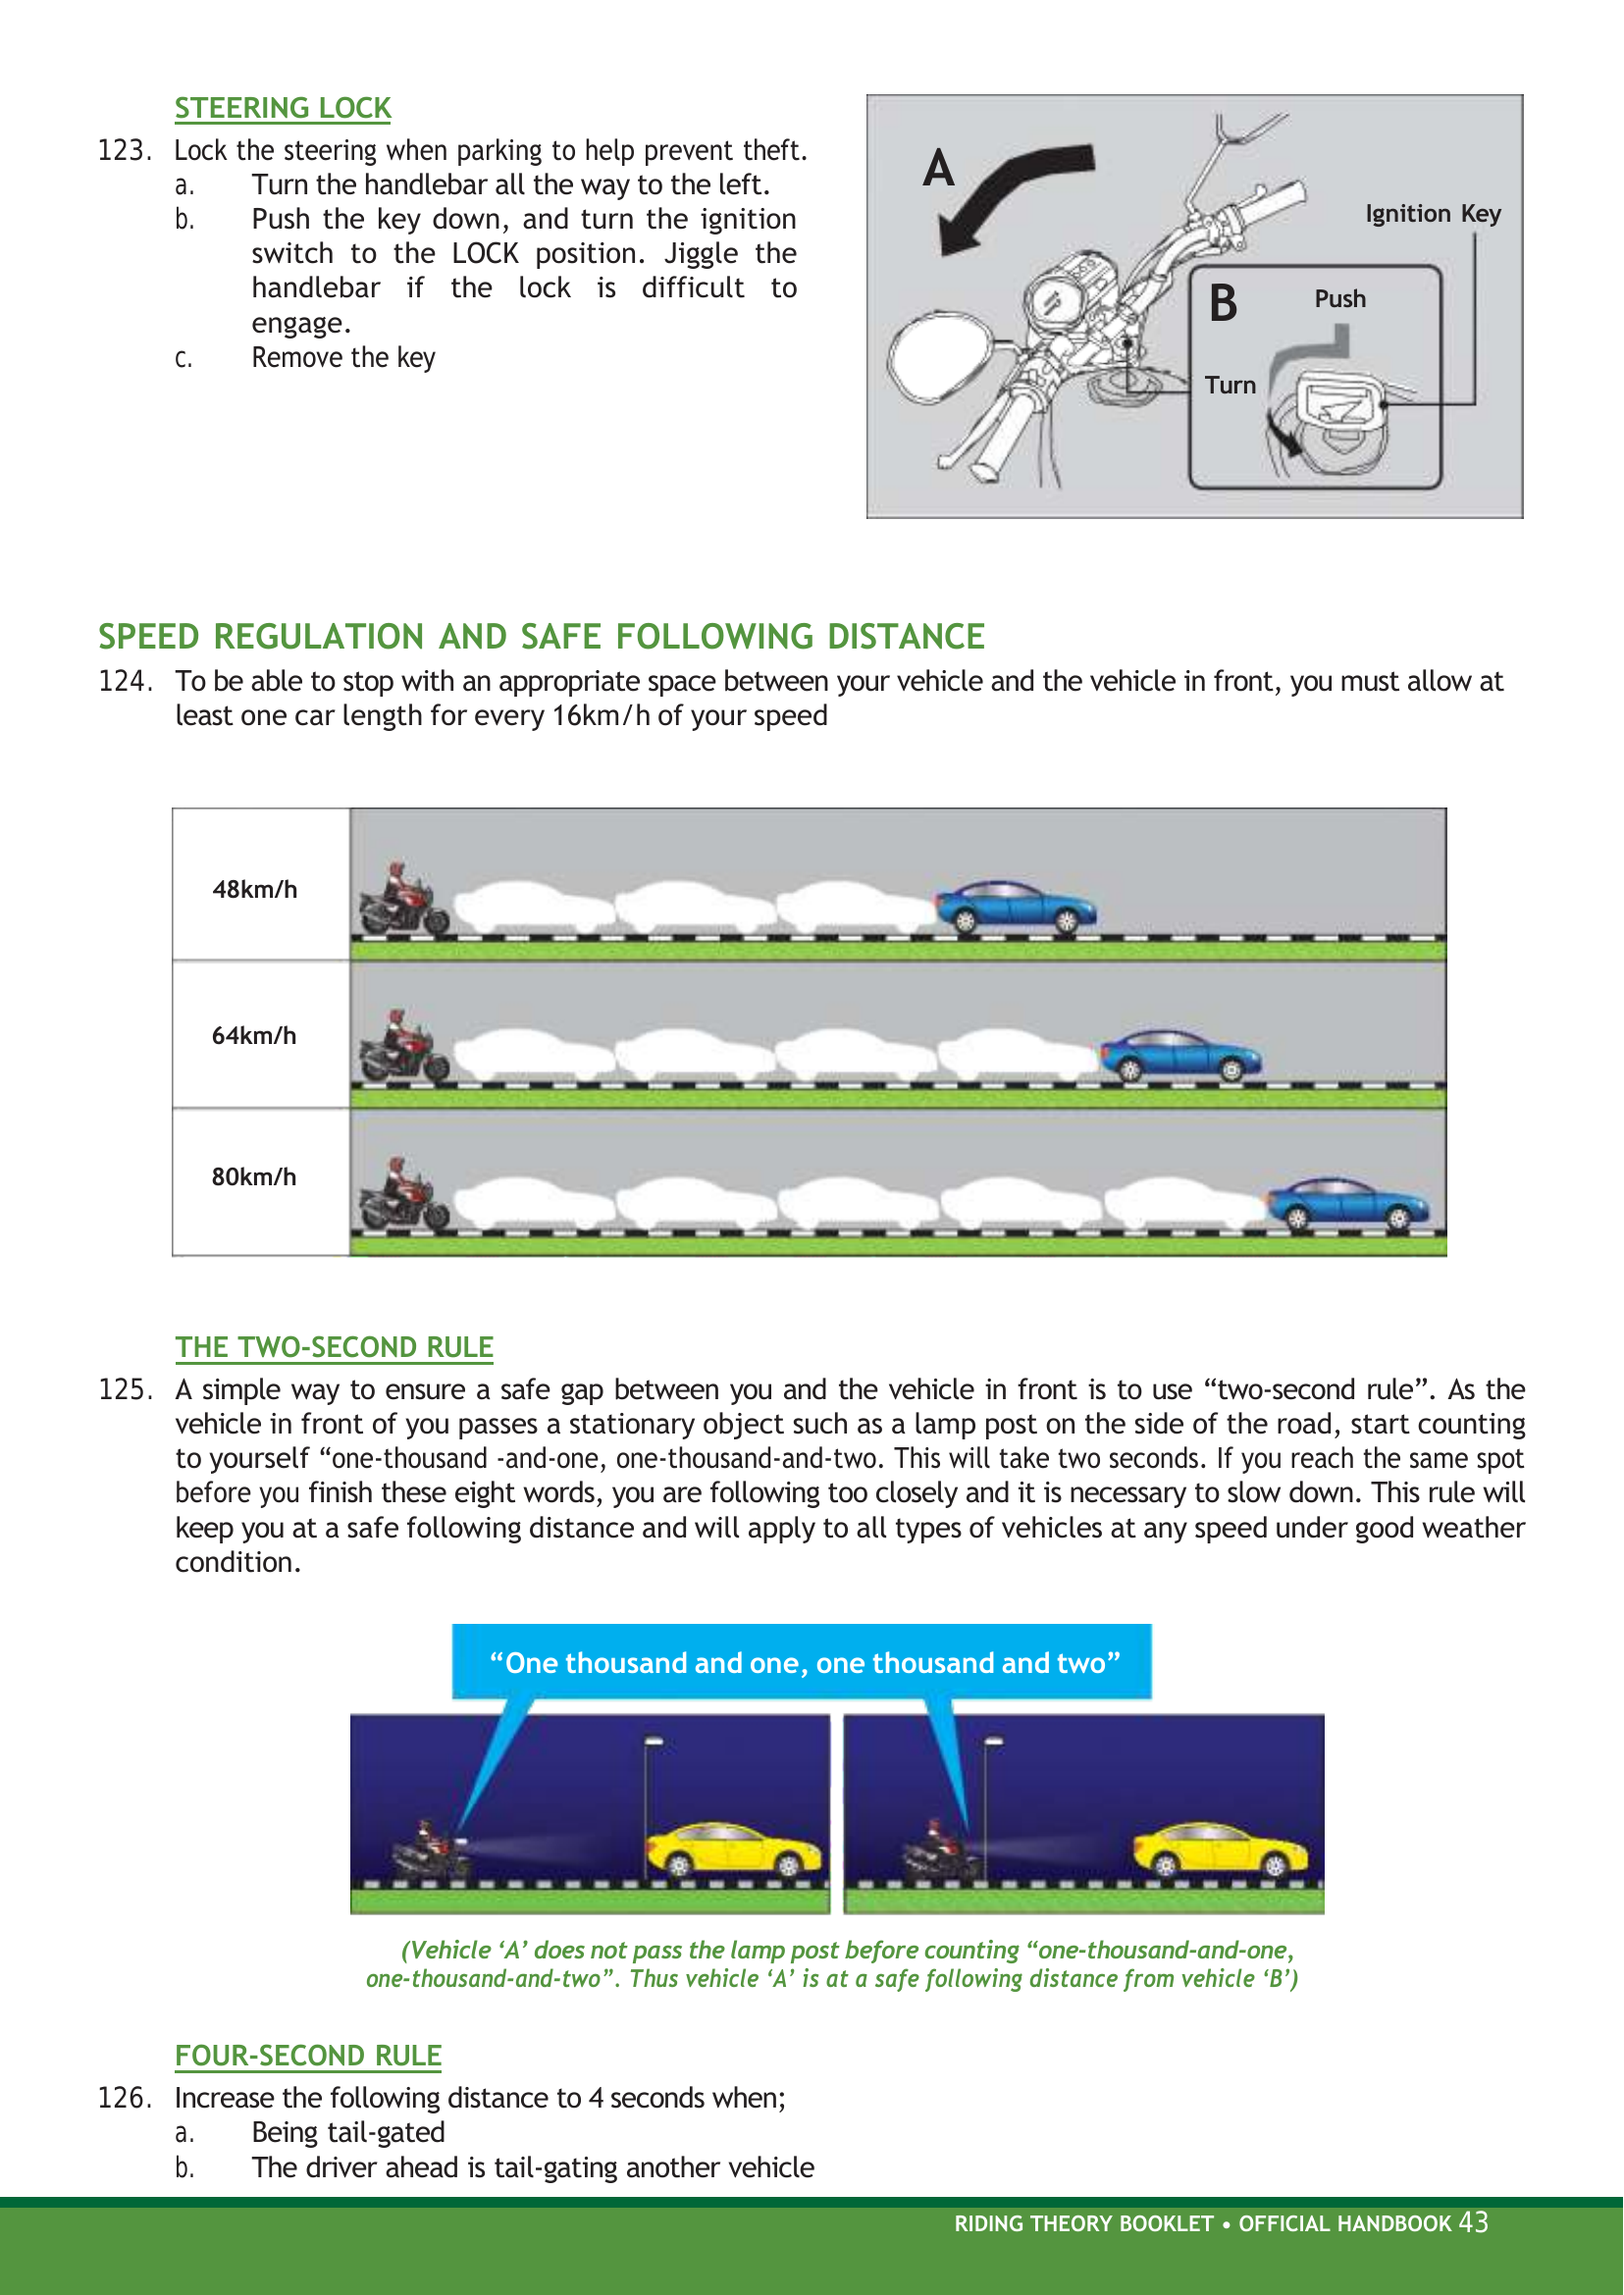 STEERING LOCK
123. Lock the steering when parking to help prevent theft.
a. Turn the handlebar all the way to the left.
b. Push the key down, and turn the ignition
switch to the LOCK position. Jiggle the
handlebar if the lock is difficult to
engage.
c. Remove the key
A
Ignition Key
B
Push
Turn
SPEED REGULATION AND SAFE FOLLOWING DISTANCE
124. To be able to stop with an appropriate space between your vehicle and the vehicle in front, you must allow at
least one car length for every 16km/h of your speed
48km/h
64km/h
80km/h
THE TWO-SECOND RULE
125. A simple way to ensure a safe gap between you and the vehicle in front is to use “two-second rule”. As the
vehicle in front of you passes a stationary object such as a lamp post on the side of the road, start counting
to yourself “one-thousand -and-one, one-thousand-and-two. This will take two seconds. If you reach the same spot
before you finish these eight words, you are following too closely and it is necessary to slow down. This rule will
keep you at a safe following distance and will apply to all types of vehicles at any speed under good weather
condition.
“One thousand and one, one thousand and two”
(Vehicle ‘A’ does not pass the lamp post before counting “one-thousand-and-one,
one-thousand-and-two”. Thus vehicle ‘A’ is at a safe following distance from vehicle ‘B’)
FOUR-SECOND RULE
126. Increase the following distance to 4 seconds when;
a. Being tail-gated
b. The driver ahead is tail-gating another vehicle
RIDING THEORY BOOKLET • OFFICIAL HANDBOOK 43